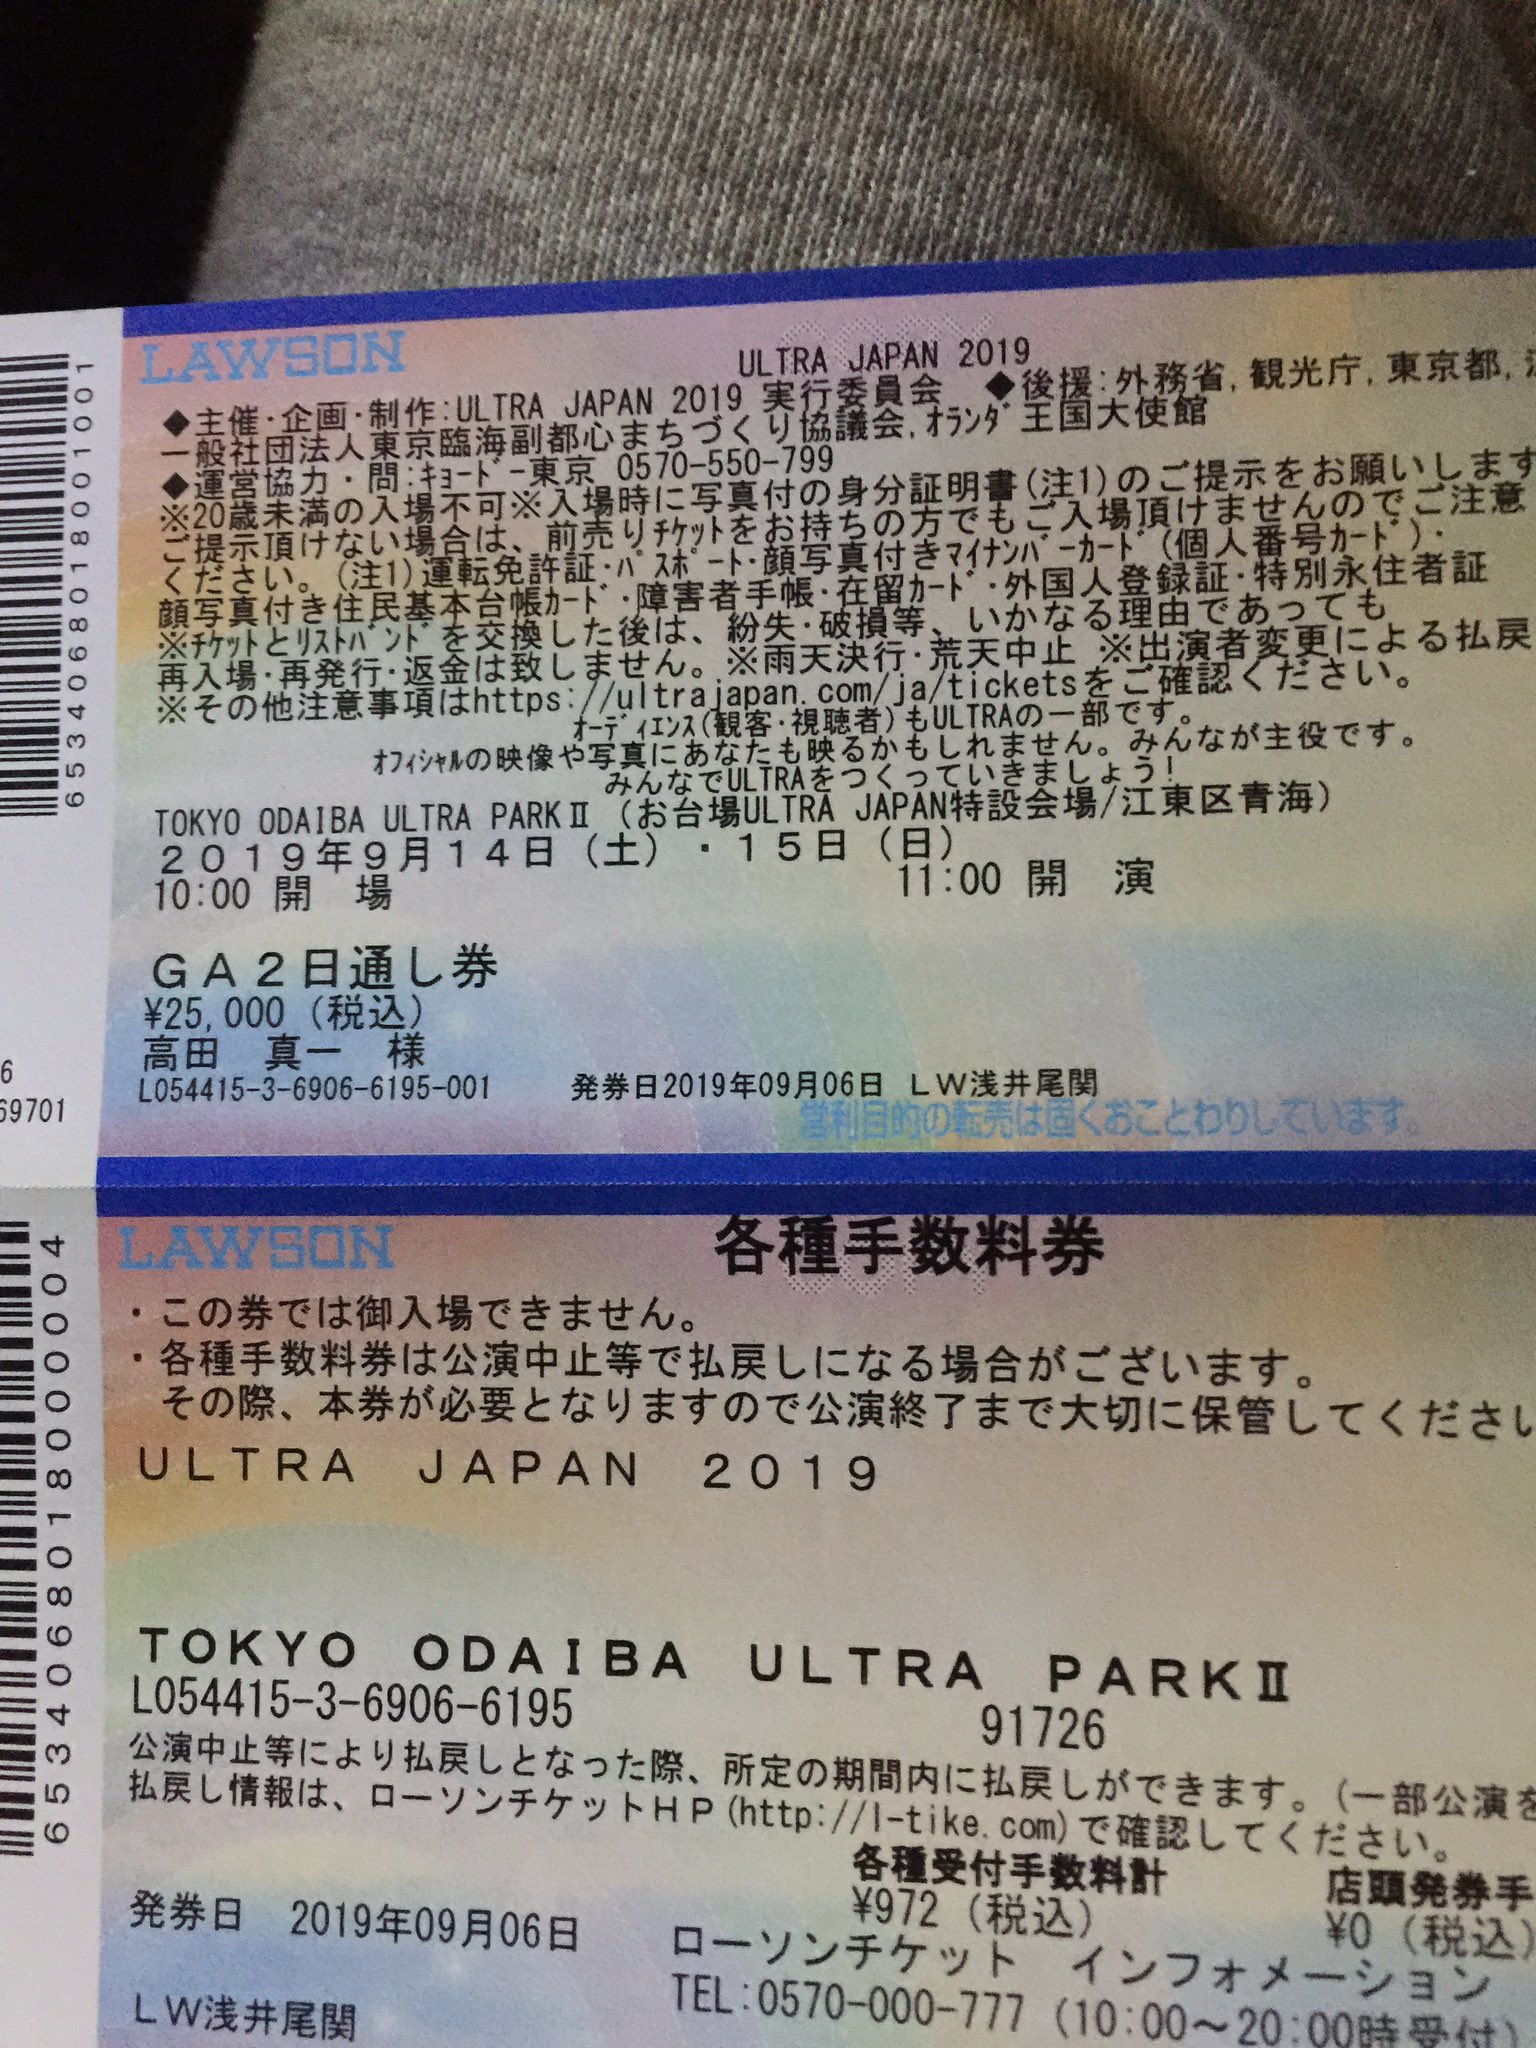 LAWSON
ULTRA JAPAN 2019
◆主催・企画・制作:ULTRA JAPAN 2019 実行委員会 ◆後援:外務省,観光庁,東京都,
一般社団法人東京臨海副都心まちづくり協議会,オランダ王国大使館
◆運営協力・問:キョードー東京 0570-550-799
※20歳未満の入場不可※入場時に写真付の身分証明書(注1)のご提示をお願いします
ご提示頂けない場合は、前売りチケットをお持ちの方でもご入場頂けませんのでご注意
ください。(注1)運転免許証・パスポート・顔写真付きマイナンバーカード(個人番号カード)・
顔写真付き住民基本台帳カード・障害者手帳・在留カード・外国人登録証・特別永住者証
※チケットとリストバンドを交換した後は、紛失・破損等、いかなる理由であっても
再入場・再発行・返金は致しません。※雨天決行・荒天中止 ※出演者変更による払戻
※その他注意事項はhttps://ultrajapan.com/ja/ticketsをご確認ください。
オーディエンス(観客・視聴者)もULTRAの一部です。
オフィシャルの映像や写真にあなたも映るかもしれません。みんなが主役です。
みんなでULTRAをつくっていきましょう!
TOKYO ODAIBA ULTRA PARKⅡ (お台場ULTRA JAPAN特設会場/江東区青海)
2019年9月14日(土)・15日(日)
10:00 開 場 11:00 開 演
GA2日通し券
¥25,000(税込)
高田 真一 様
L054415-3-6906-6195-001 発券日2019年09月06日 LW浅井尾関
営利目的の転売は固くおことわりしています。
6534068018001001
6
69701
LAWSON
各種手数料券
・この券では御入場できません。
・各種手数料券は公演中止等で払戻しになる場合がございます。
その際、本券が必要となりますので公演終了まで大切に保管してください
ULTRA JAPAN 2019
TOKYO ODAIBA ULTRA PARKⅡ
L054415-3-6906-6195 91726
公演中止等により払戻しとなった際、所定の期間内に払戻しができます。(一部公演を
払戻し情報は、ローソンチケットHP(http://l-tike.com)で確認してください。
各種受付手数料計 店頭発券手
¥972(税込) ¥0(税込)
発券日 2019年09月06日
ローソンチケット インフォメーション
LW浅井尾関
TEL:0570-000-777(10:00～20:00時受付)
6534068018000004